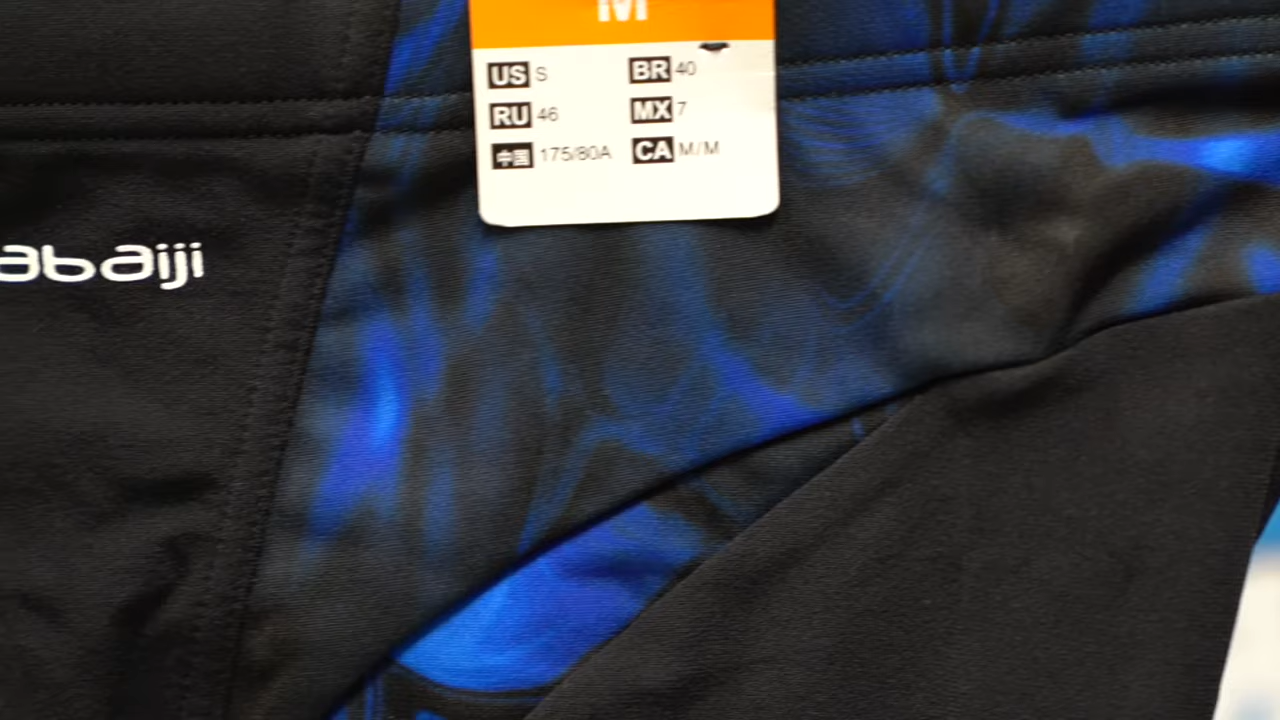 M
US S BR 40
RU 46 MX 7
中国 175/80A CA M/M
abaiji